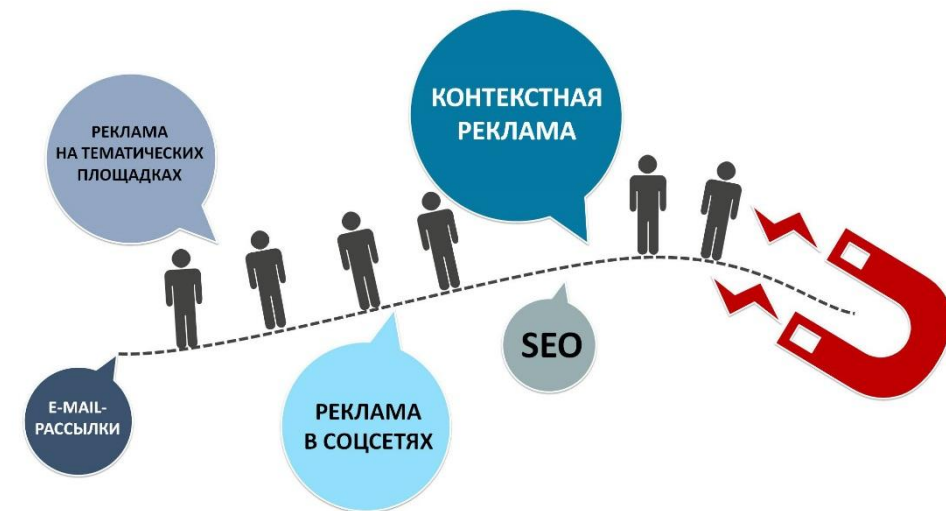 КОНТЕКСТНАЯ
РЕКЛАМА
РЕКЛАМА
НА ТЕМАТИЧЕСКИХ
ПЛОЩАДКАХ
SEO
E-MAIL-
РАССЫЛКИ
РЕКЛАМА
В СОЦСЕТЯХ